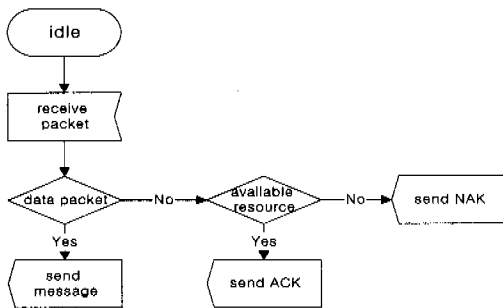 idle
receive
packet
data packet
No
available
resource
No
send NAK
Yes
Yes
send
message
send ACK